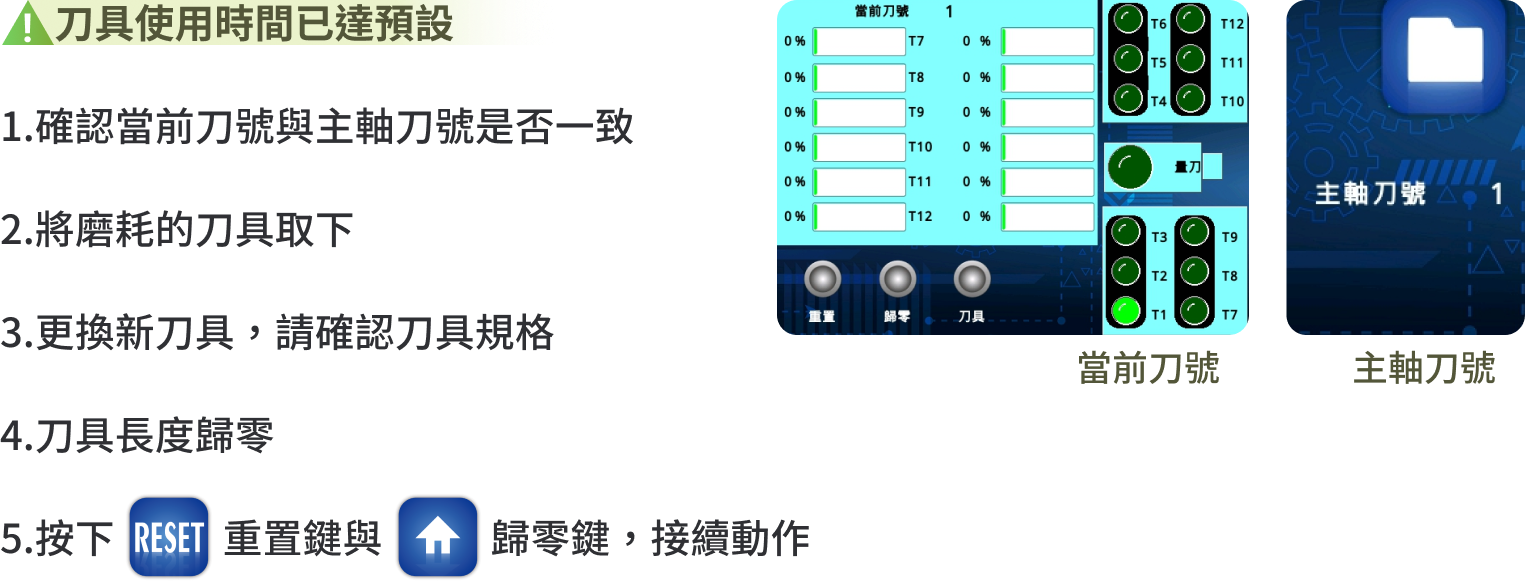 刀具使用時間已達預設
1.確認當前刀號與主軸刀號是否一致
2.將磨耗的刀具取下
3.更換新刀具，請確認刀具規格
4.刀具長度歸零
5.按下 RESET 重置鍵與 歸零鍵，接續動作
當前刀號 1
0 % T7 0 %
0 % T8 0 %
0 % T9 0 %
0 % T10 0 %
0 % T11 0 %
0 % T12 0 %
重置 歸零 刀具
T6 T12
T5 T11
T4 T10
量刀
T3 T9
T2 T8
T1 T7
當前刀號
主軸刀號 1
主軸刀號